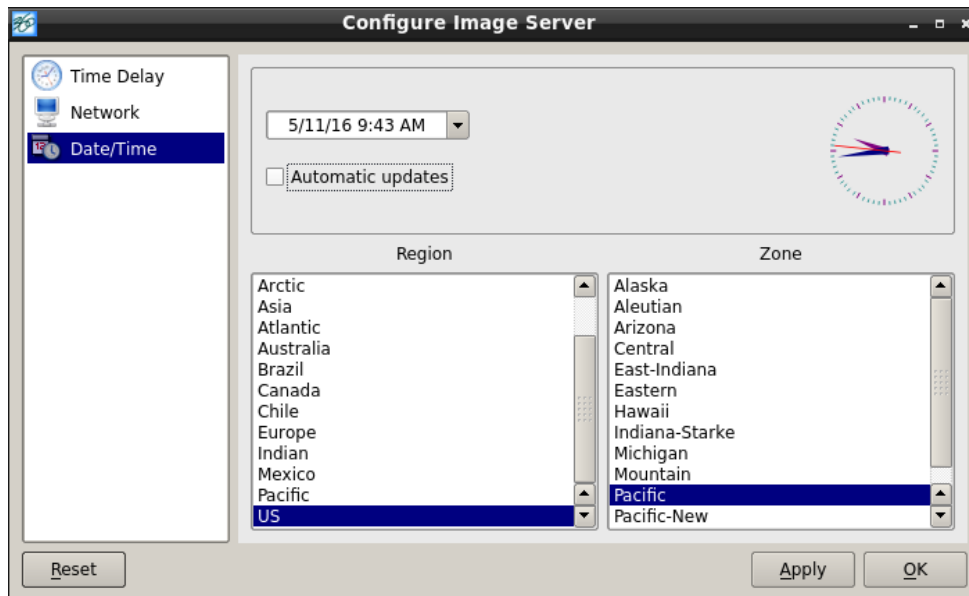 Configure Image Server
Time Delay
Network
Date/Time
5/11/16 9:43 AM
Automatic updates
Region
Arctic
Asia
Atlantic
Australia
Brazil
Canada
Chile
Europe
Indian
Mexico
Pacific
US
Zone
Alaska
Aleutian
Arizona
Central
East-Indiana
Eastern
Hawaii
Indiana-Starke
Michigan
Mountain
Pacific
Pacific-New
Reset
Apply
OK